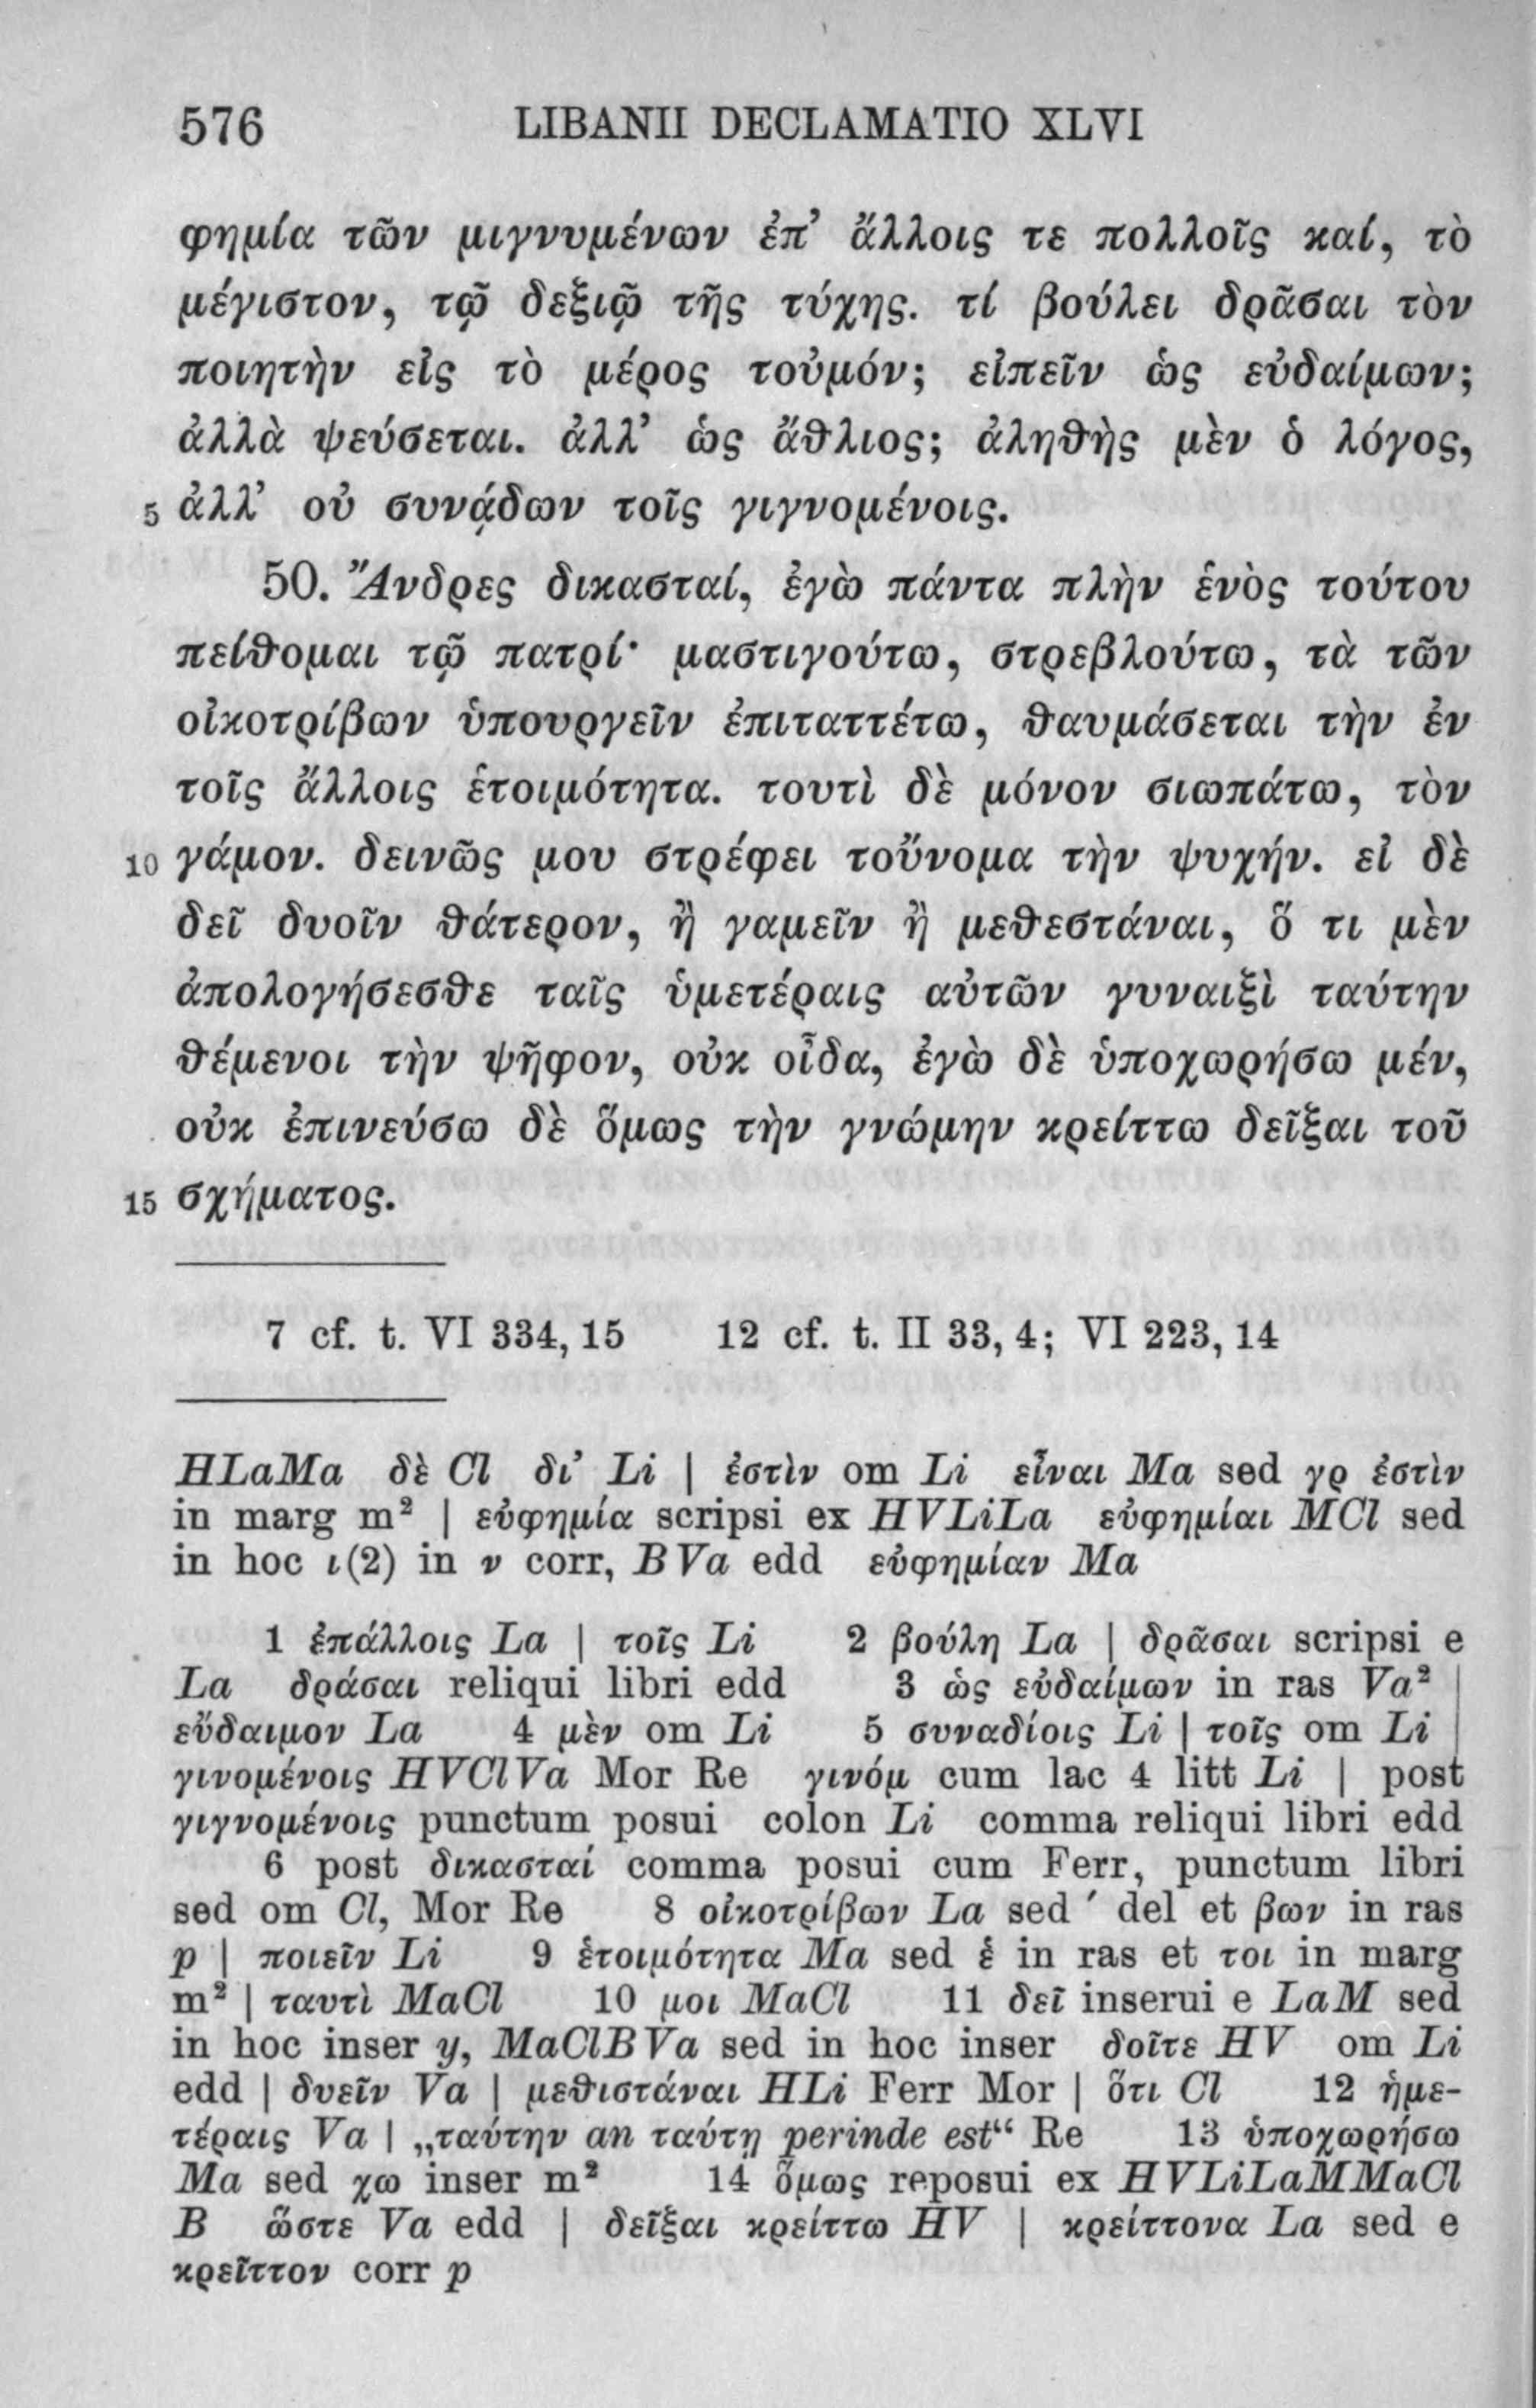 576 LIBANII DECLAMATIO XLVI
φημία τῶν μιγνυμένων ἐπ’ ἄλλοις τε πολλοῖς καί, τὸ
μέγιστον, τῷ δεξιῷ τῆς τύχης. τί βούλει δρᾶσαι τὸν
ποιητὴν εἰς τὸ μέρος τοὐμόν; εἰπεῖν ὡς εὐδαίμων;
ἀλλὰ ψεύσεται. ἀλλ’ ὡς ἄθλιος; ἀληθὴς μὲν ὁ λόγος,
5 ἀλλ’ οὐ συνᾴδων τοῖς γιγνομένοις.
50. Ἄνδρες δικασταί, ἐγὼ πάντα πλὴν ἑνὸς τούτου
πείθομαι τῷ πατρί· μαστιγούτω, στρεβλούτω, τὰ τῶν
οἰκοτρίβων ὑπουργεῖν ἐπιταττέτω, θαυμάσεται τὴν ἐν
τοῖς ἄλλοις ἑτοιμότητα. τουτὶ δὲ μόνον σιωπάτω, τὸν
10 γάμον. δεινῶς μου στρέφει τοὔνομα τὴν ψυχήν. εἰ δὲ
δεῖ δυοῖν θάτερον, ἢ γαμεῖν ἢ μεθεστάναι, ὅ τι μὲν
ἀπολογήσεσθε ταῖς ὑμετέραις αὐτῶν γυναιξὶ ταύτην
θέμενοι τὴν ψῆφον, οὐκ οἶδα, ἐγὼ δὲ ὑποχωρήσω μέν,
οὐκ ἐπινεύσω δὲ ὅμως τὴν γνώμην κρείττω δεῖξαι τοῦ
15 σχήματος.
7 cf. t. VI 334, 15 12 cf. t. II 33, 4; VI 223, 14
HLaMa δὲ Cl δι’ Li | ἐστὶν om Li εἶναι Ma sed γρ ἐστὶν
in marg m² | εὐφημία scripsi ex HVLiLa εὐφημίαι MCl sed
in hoc ι(2) in ν corr, BVa edd εὐφημίαν Ma
1 ἐπάλλοις La | τοῖς Li 2 βούλη La | δρᾶσαι scripsi e
La δράσαι reliqui libri edd 3 ὡς εὐδαίμων in ras Va² |
εὔδαιμον La 4 μὲν om Li 5 συναδίοις Li | τοῖς om Li |
γινομένοις HVClVa Mor Re γινόμ cum lac 4 litt Li | post
γιγνομένοις punctum posui colon Li comma reliqui libri edd
6 post δικασταί comma posui cum Ferr, punctum libri
sed om Cl, Mor Re 8 οἰκοτρίβων La sed ′ del et βων in ras
p | ποιεῖν Li 9 ἑτοιμότητα Ma sed ἑ in ras et τοι in marg
m² | ταυτὶ MaCl 10 μοι MaCl 11 δεῖ inserui e LaM sed
in hoc inser y, MaClBVa sed in hoc inser δοῖτε HV om Li
edd | δυεῖν Va | μεθιστάναι HLi Ferr Mor | ὅτι Cl 12 ἡμε-
τέραις Va | „ταύτην an ταύτῃ perinde est“ Re 13 ὑποχωρήσω
Ma sed χω inser m² 14 ὅμως reposui ex HVLiLaMMaCl
B ὥστε Va edd | δεῖξαι κρείττω HV | κρείττονα La sed e
κρεῖττον corr p